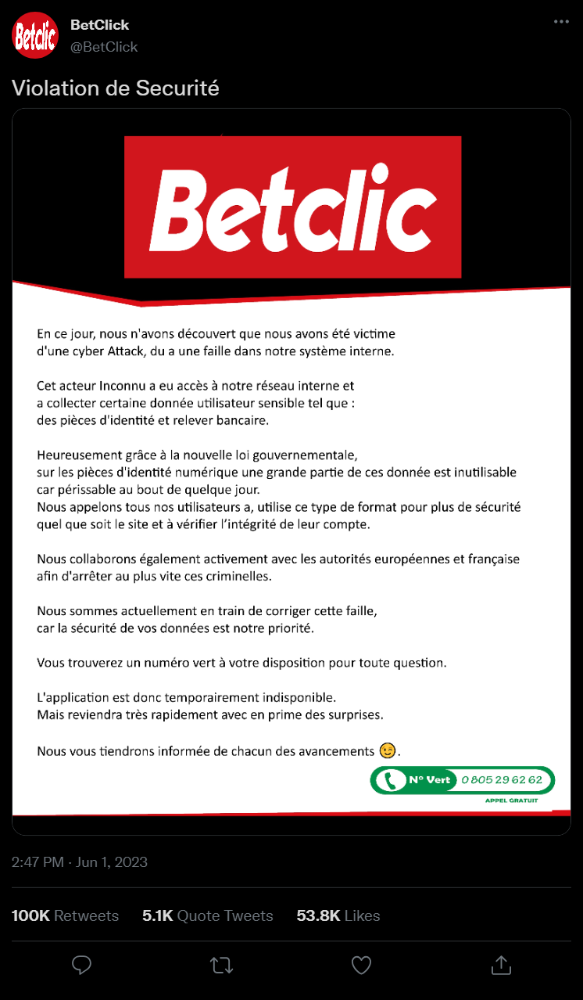 Betclic
BetClick
@BetClick
Violation de Securité
Betclic
En ce jour, nous n'avons découvert que nous avons été victime
d'une cyber Attack, du a une faille dans notre système interne.
Cet acteur Inconnu a eu accès à notre réseau interne et
a collecter certaine donnée utilisateur sensible tel que :
des pièces d'identité et relever bancaire.
Heureusement grâce à la nouvelle loi gouvernementale,
sur les pièces d'identité numérique une grande partie de ces donnée est inutilisable
car périssable au bout de quelque jour.
Nous appelons tous nos utilisateurs a, utilise ce type de format pour plus de sécurité
quel que soit le site et à vérifier l’intégrité de leur compte.
Nous collaborons également activement avec les autorités européennes et française
afin d'arrêter au plus vite ces criminelles.
Nous sommes actuellement en train de corriger cette faille,
car la sécurité de vos données est notre priorité.
Vous trouverez un numéro vert à votre disposition pour toute question.
L'application est donc temporairement indisponible.
Mais reviendra très rapidement avec en prime des surprises.
Nous vous tiendrons informée de chacun des avancements 😉.
N° Vert 0 805 29 62 62
APPEL GRATUIT
2:47 PM · Jun 1, 2023
100K Retweets 5.1K Quote Tweets 53.8K Likes